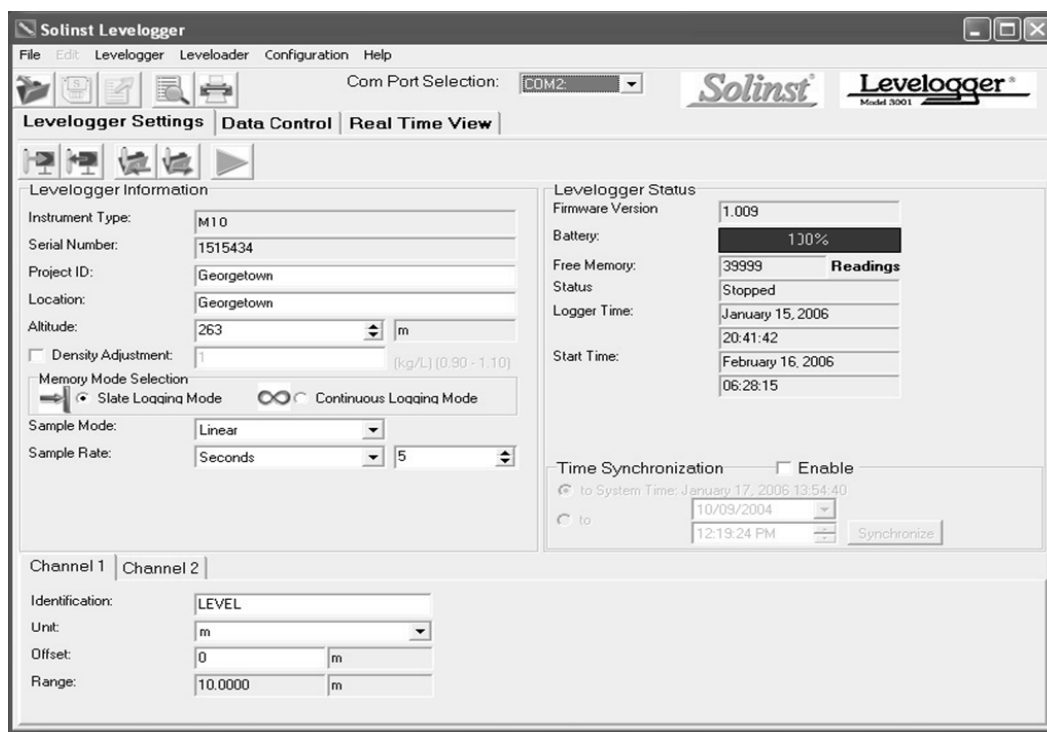 Solinst Levelogger
File Edit Levelogger Leveloader Configuration Help
Com Port Selection: COM2: Solinst® Levelogger®
Model 3001
Levelogger Settings Data Control Real Time View
Levelogger Information
Instrument Type: M10
Serial Number: 1515434
Project ID: Georgetown
Location: Georgetown
Altitude: 263 m
Density Adjustment: 1 (kg/L) (0.90 - 1.10)
Memory Mode Selection
Slate Logging Mode Continuous Logging Mode
Sample Mode: Linear
Sample Rate: Seconds 5
Levelogger Status
Firmware Version 1.009
Battery: 100%
Free Memory: 39999 Readings
Status Stopped
Logger Time: January 15, 2006
20:41:42
Start Time: February 16, 2006
06:28:15
Time Synchronization Enable
to System Time: January 17, 2006 13:54:40
to 10/09/2004
12:19:24 PM Synchronize
Channel 1 Channel 2
Identification: LEVEL
Unit: m
Offset: 0 m
Range: 10.0000 m